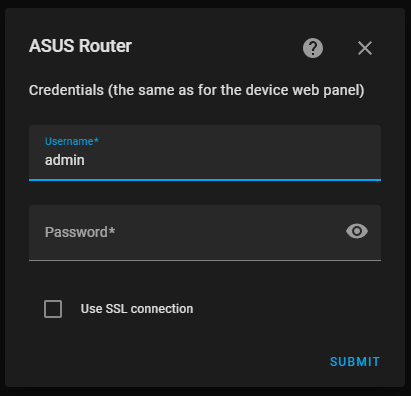 ASUS Router
Credentials (the same as for the device web panel)
Username*
admin
Password*
Use SSL connection
SUBMIT